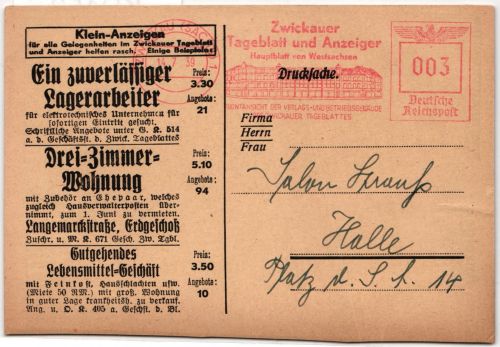 Klein-Anzeigen
für alle Gelegenheiten im Zwickauer Tageblatt
und Anzeiger helfen rasch. Einige Beispiele:
Ein zuverlässiger
Lagerarbeiter
für elektrotechnisches Unternehmen für
sofortigen Eintritt gesucht.
Schriftliche Angebote unter G. K. 514
a. d. Geschäftsst. d. Zwick. Tageblattes
Preis:
3.30
Angebote:
21
Drei-Zimmer-
Wohnung
mit Zubehör an Ehepaar, welches
zugleich Hausverwalterposten über-
nimmt, zum 1. Juni zu vermieten.
Langemarckstraße, Erdgeschoß
Zuschr. u. M. K. 671 Gesch. Zw. Tgbl.
Preis:
5.10
Angebote:
94
Gutgehendes
Lebensmittel-Geschäft
mit Feinkost, Hausschlachten usw.
(Miete 50 RM.) mit groß. Wohnung
in guter Lage krankheitsh. zu verkauf.
Ang. u. O. K. 405 a. Geschst. d. Bl.
Preis:
3.50
Angebote:
10
Zwickauer
Tageblatt und Anzeiger
Hauptblatt von Westsachsen
003
Deutsche
Reichspost
Drucksache.
TENANSICHT DER VERLAGS- UND BETRIEBSGEBÄUDE
ZWICKAUER TAGEBLATTES
Firma
Herrn
Frau
Salon Strauß
Halle
Platz d. S. A. 14